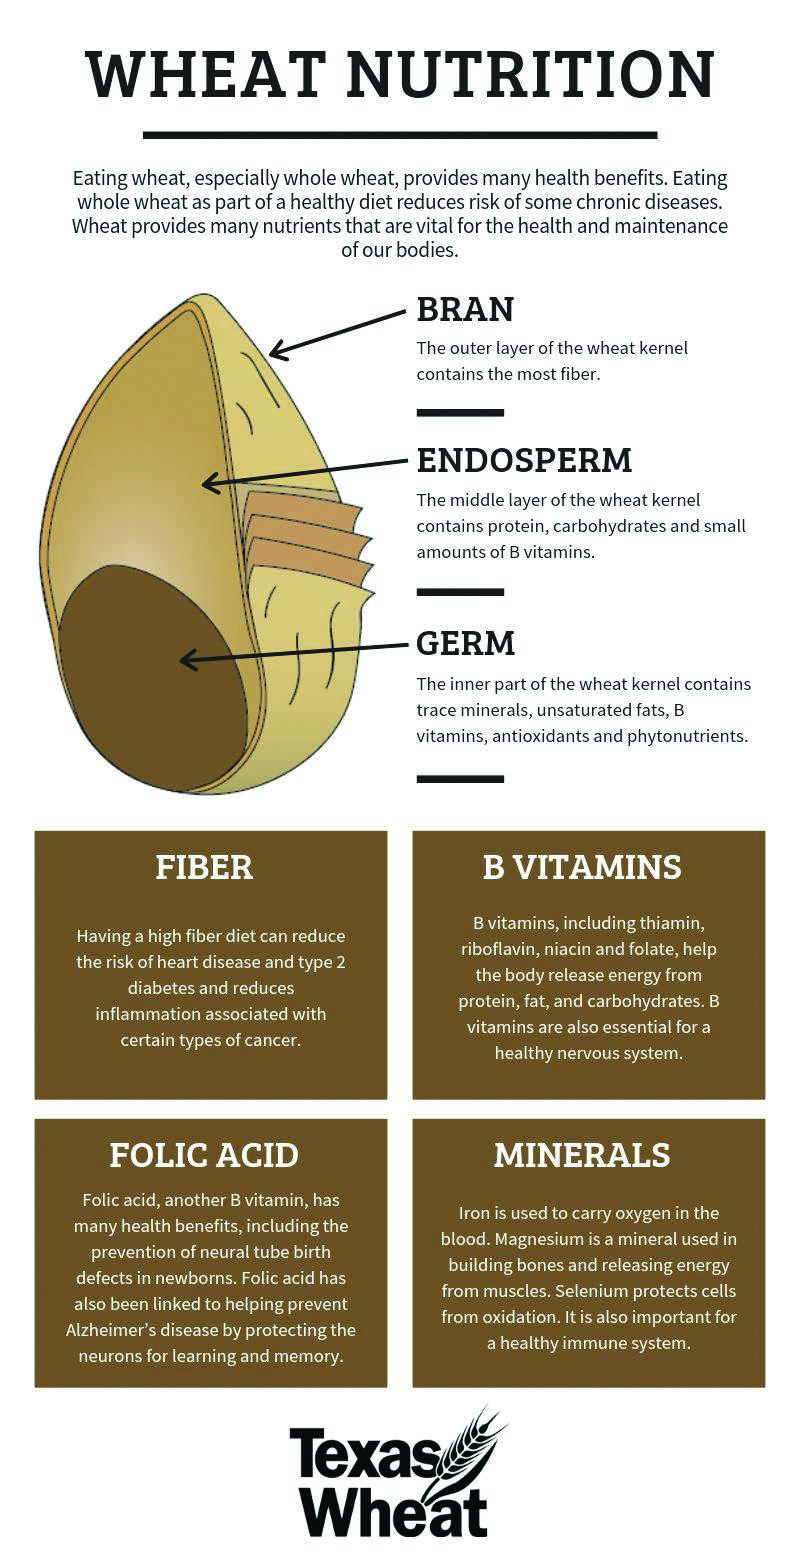 WHEAT NUTRITION
Eating wheat, especially whole wheat, provides many health benefits. Eating
whole wheat as part of a healthy diet reduces risk of some chronic diseases.
Wheat provides many nutrients that are vital for the health and maintenance
of our bodies.
BRAN
The outer layer of the wheat kernel
contains the most fiber.
ENDOSPERM
The middle layer of the wheat kernel
contains protein, carbohydrates and small
amounts of B vitamins.
GERM
The inner part of the wheat kernel contains
trace minerals, unsaturated fats, B
vitamins, antioxidants and phytonutrients.
FIBER
Having a high fiber diet can reduce
the risk of heart disease and type 2
diabetes and reduces
inflammation associated with
certain types of cancer.
B VITAMINS
B vitamins, including thiamin,
riboflavin, niacin and folate, help
the body release energy from
protein, fat, and carbohydrates. B
vitamins are also essential for a
healthy nervous system.
FOLIC ACID
Folic acid, another B vitamin, has
many health benefits, including the
prevention of neural tube birth
defects in newborns. Folic acid has
also been linked to helping prevent
Alzheimer's disease by protecting the
neurons for learning and memory.
MINERALS
Iron is used to carry oxygen in the
blood. Magnesium is a mineral used in
building bones and releasing energy
from muscles. Selenium protects cells
from oxidation. It is also important for
a healthy immune system.
Texas
Wheat